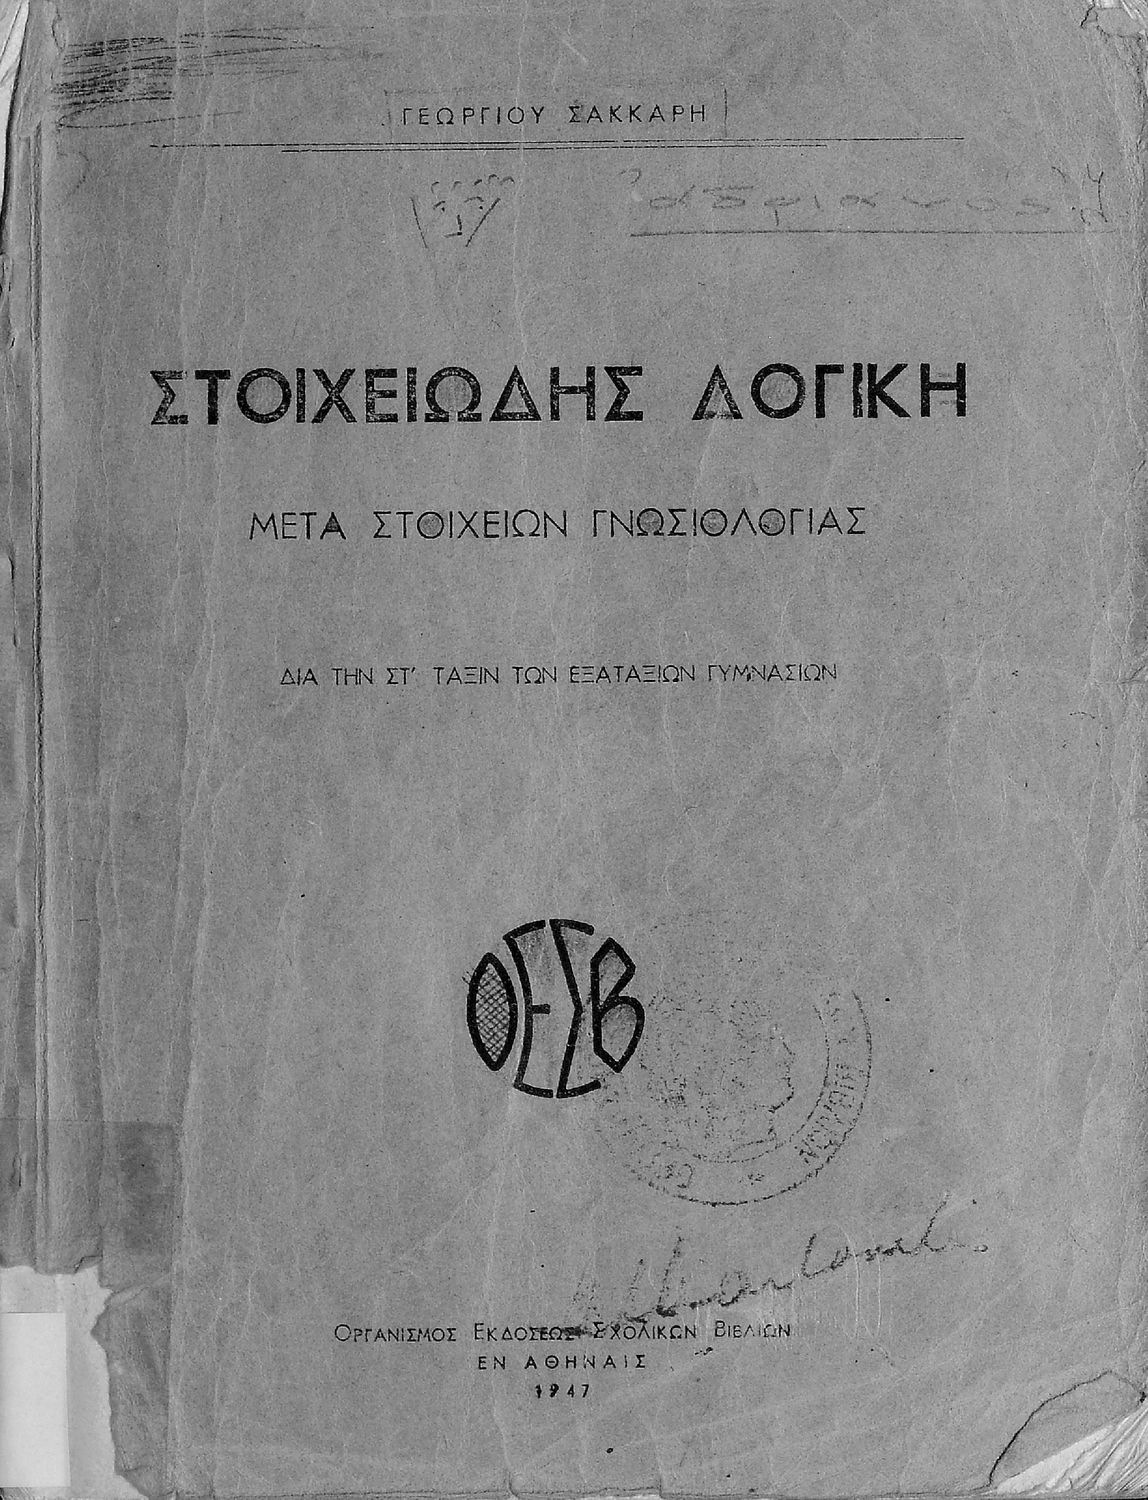 ΓΕΩΡΓΙΟΥ ΣΑΚΚΑΡΗ
ΣΤΟΙΧΕΙΩΔΗΣ ΛΟΓΙΚΗ
ΜΕΤΑ ΣΤΟΙΧΕΙΩΝ ΓΝΩΣΙΟΛΟΓΙΑΣ
ΔΙΑ ΤΗΝ ΣΤ' ΤΑΞΙΝ ΤΩΝ ΕΞΑΤΑΞΙΩΝ ΓΥΜΝΑΣΙΩΝ
ΟΕΣΒ
ΟΡΓΑΝΙΣΜΟΣ ΕΚΔΟΣΕΩΣ ΣΧΟΛΙΚΩΝ ΒΙΒΛΙΩΝ
ΕΝ ΑΘΗΝΑΙΣ
1947